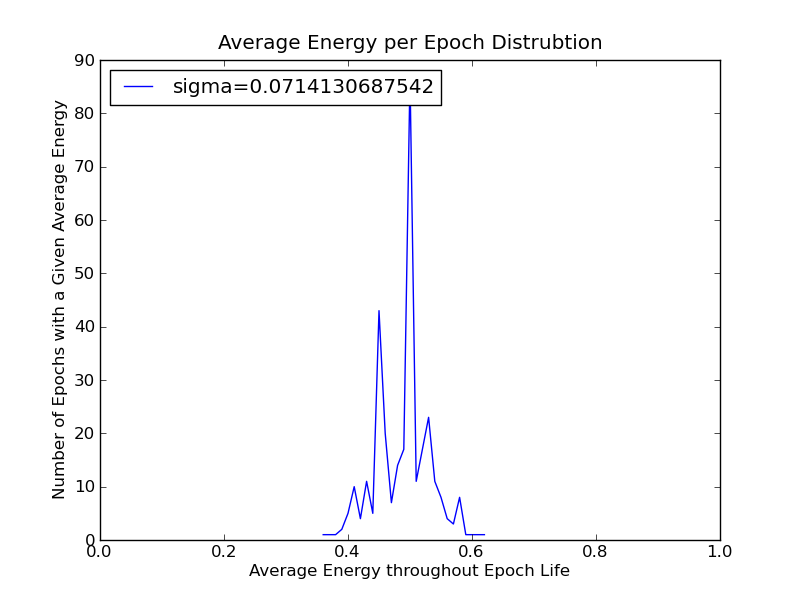 Average Energy per Epoch Distrubtion
sigma=0.0714130687542
Number of Epochs with a Given Average Energy
90
80
70
60
50
40
30
20
10
0
0.0 0.2 0.4 0.6 0.8 1.0
Average Energy throughout Epoch Life